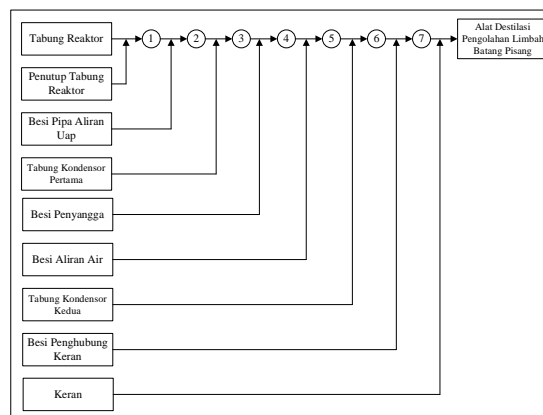 Tabung Reaktor
1
2
3
4
5
6
7
Alat Destilasi
Pengolahan Limbah
Batang Pisang
Penutup Tabung
Reaktor
Besi Pipa Aliran
Uap
Tabung Kondensor
Pertama
Besi Penyangga
Besi Aliran Air
Tabung Kondensor
Kedua
Besi Penghubung
Keran
Keran